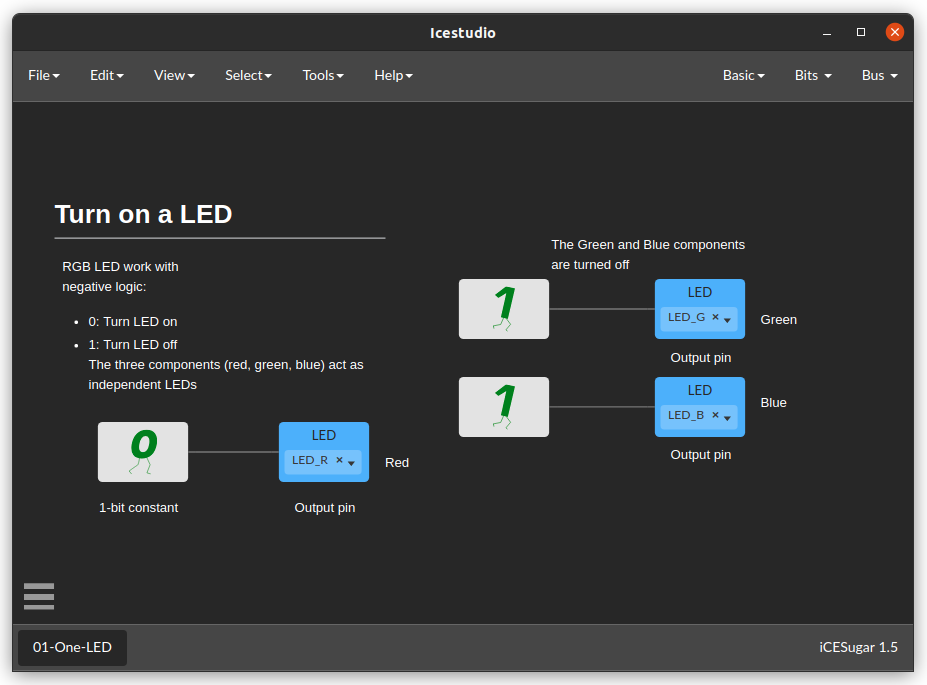 Icestudio
File Edit View Select Tools Help Basic Bits Bus
Turn on a LED
RGB LED work with
negative logic:
• 0: Turn LED on
• 1: Turn LED off
The three components (red, green, blue) act as
independent LEDs
0
LED
LED_R ×
Red
1-bit constant
Output pin
The Green and Blue components
are turned off
1
LED
LED_G ×
Green
Output pin
1
LED
LED_B ×
Blue
Output pin
01-One-LED
iCESugar 1.5